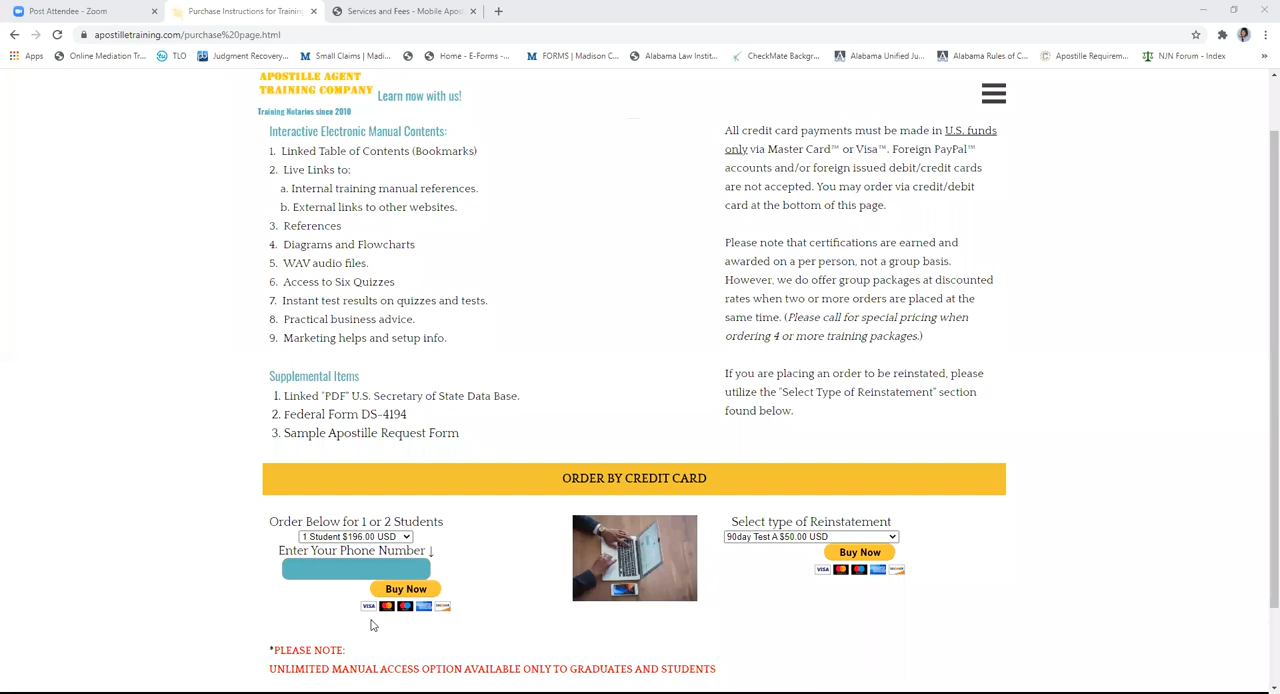 Post Attendee - Zoom
Purchase Instructions for Trainin
Services and Fees - Mobile Apos
apostilletraining.com/purchase%20page.html
Apps
Online Mediation Tr...
TLO
Judgment Recovery...
Small Claims | Madi...
Home - E-Forms -...
FORMS | Madison C...
Alabama Law Instit...
CheckMate Backgr...
Alabama Unified Ju...
Alabama Rules of C...
Apostille Requirem...
NJN Forum - Index
APOSTILLE AGENT
TRAINING COMPANY
Learn now with us!
Training Notaries since 2010
Interactive Electronic Manual Contents:
1. Linked Table of Contents (Bookmarks)
2. Live Links to:
a. Internal training manual references.
b. External links to other websites.
3. References
4. Diagrams and Flowcharts
5. WAV audio files.
6. Access to Six Quizzes
7. Instant test results on quizzes and tests.
8. Practical business advice.
9. Marketing helps and setup info.
Supplemental Items
1. Linked "PDF" U.S. Secretary of State Data Base.
2. Federal Form DS-4194
3. Sample Apostille Request Form
All credit card payments must be made in U.S. funds
only via Master Card™ or Visa™. Foreign PayPal™
accounts and/or foreign issued debit/credit cards
are not accepted. You may order via credit/debit
card at the bottom of this page.
Please note that certifications are earned and
awarded on a per person, not a group basis.
However, we do offer group packages at discounted
rates when two or more orders are placed at the
same time. (Please call for special pricing when
ordering 4 or more training packages.)
If you are placing an order to be reinstated, please
utilize the "Select Type of Reinstatement" section
found below.
ORDER BY CREDIT CARD
Order Below for 1 or 2 Students
1 Student $196.00 USD
Enter Your Phone Number ↓
Buy Now
VISA
Select type of Reinstatement
90day Test A $50.00 USD
Buy Now
VISA
*PLEASE NOTE:
UNLIMITED MANUAL ACCESS OPTION AVAILABLE ONLY TO GRADUATES AND STUDENTS